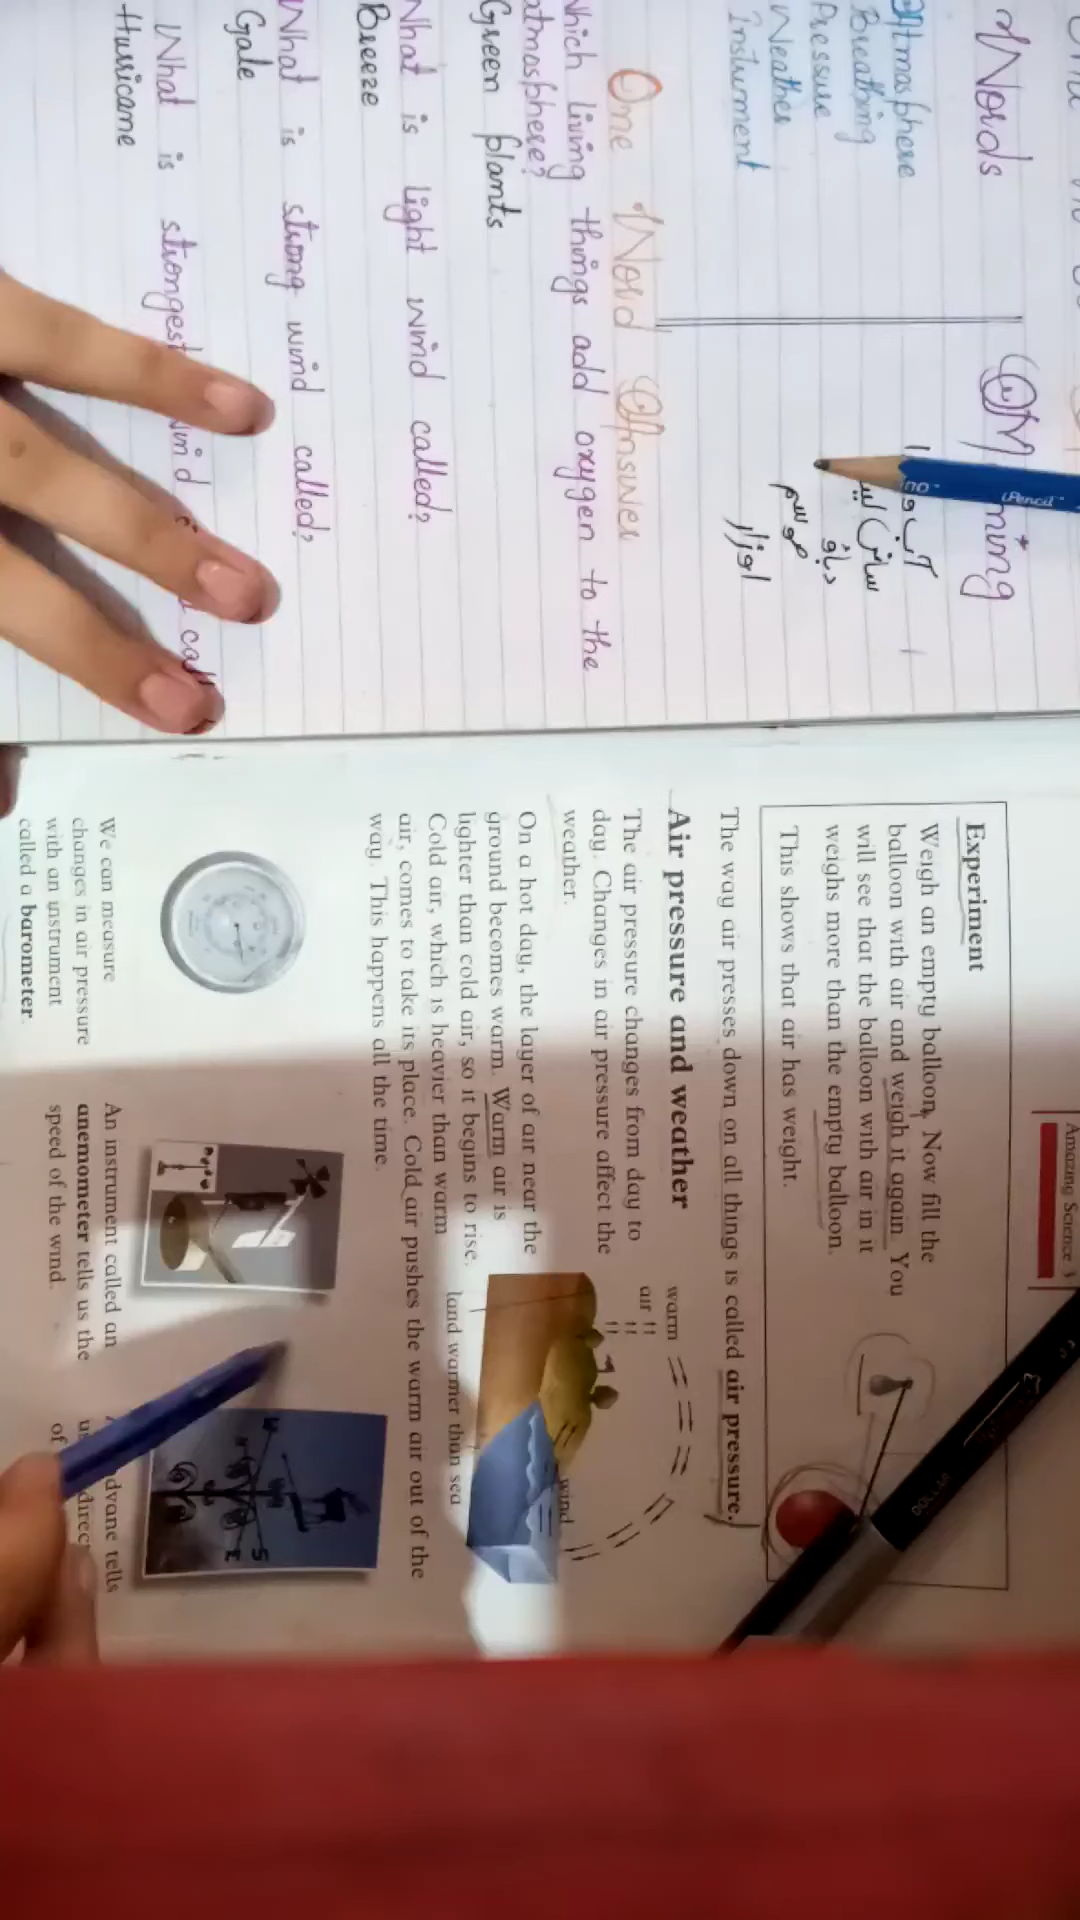 Words
Meaning
Atmosphere
Breathing
Pressure
Weather
Instument
سانس لینا
دباؤ
موسم
اوزار
One Word Answer
Which living things add oxygen to the
atmosphere?
Green plants
What is light wind called?
Breeze
What is strong wind called?
Gale
What is strongest wind
Hurricane
Amazing Science 3
Experiment
Weigh an empty balloon. Now fill the
balloon with air and weigh it again. You
will see that the balloon with air in it
weighs more than the empty balloon.
This shows that air has weight.
The way air presses down on all things is called air pressure.
Air pressure and weather
The air pressure changes from day to
day. Changes in air pressure affect the
weather.
On a hot day, the layer of air near the
ground becomes warm. Warm air is
lighter than cold air, so it begins to rise.
Cold air, which is heavier than warm
air, comes to take its place. Cold air pushes the warm air out of the
way. This happens all the time.
warm
air
wind
land warmer than sea
We can measure
changes in air pressure
with an instrument
called a barometer.
An instrument called an
anemometer tells us the
speed of the wind.
dvane tells
us direc
of
iPencil
DOLLAR
W
S
E